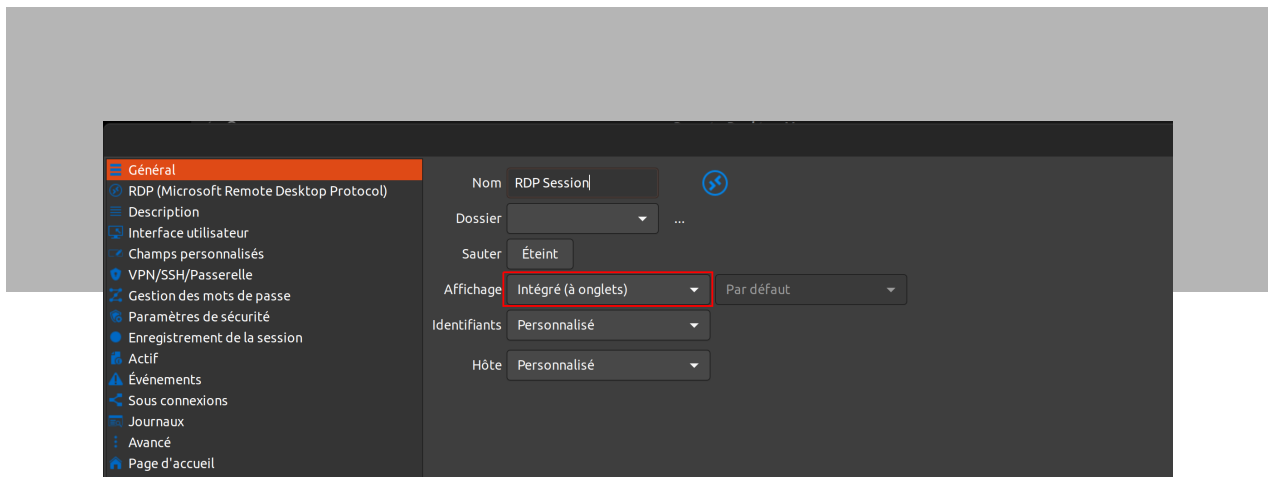 Général
RDP (Microsoft Remote Desktop Protocol)
Description
Interface utilisateur
Champs personnalisés
VPN/SSH/Passerelle
Gestion des mots de passe
Paramètres de sécurité
Enregistrement de la session
Actif
Événements
Sous connexions
Journaux
Avancé
Page d'accueil
Nom RDP Session
Dossier ...
Sauter Éteint
Affichage Intégré (à onglets) Par défaut
Identifiants Personnalisé
Hôte Personnalisé